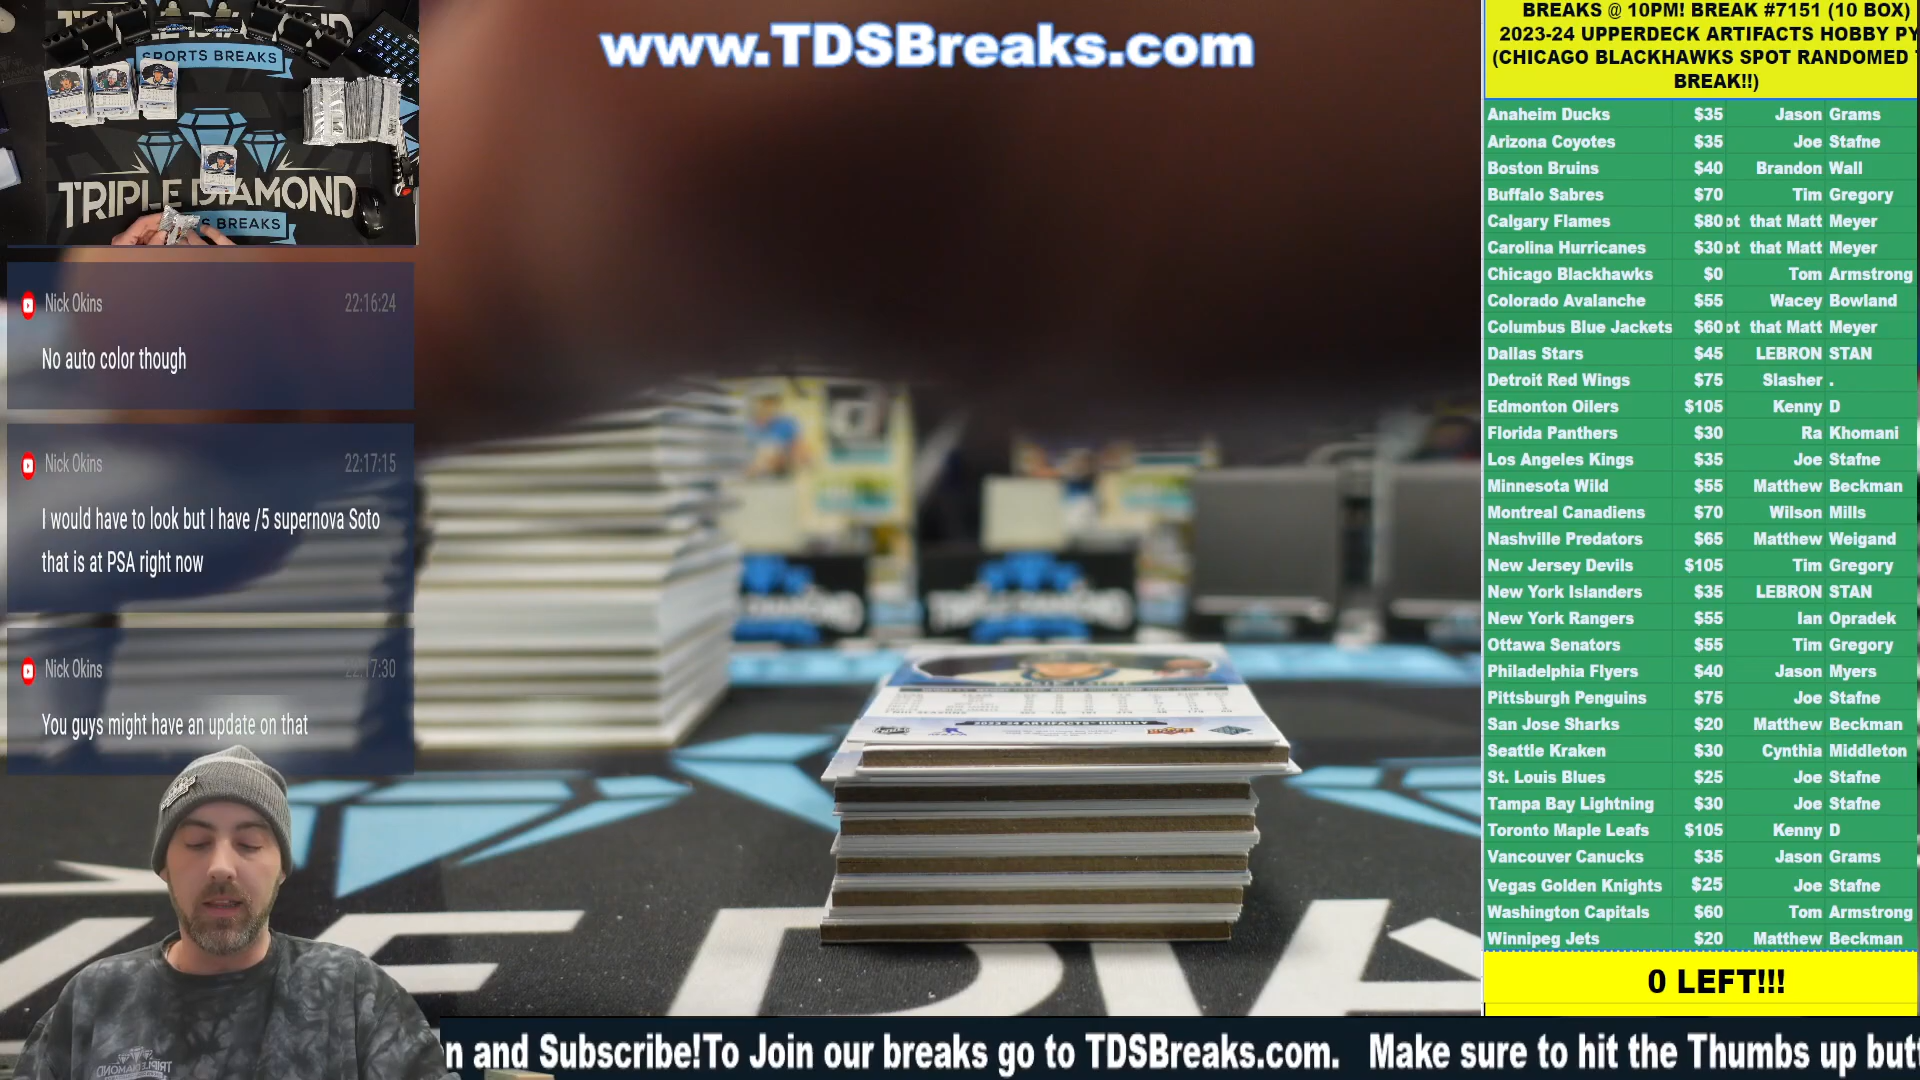 www.TDSBreaks.com
SPORTS BREAKS
TRIPLE DIAMOND
S BREAKS
Nick Okins 22:16:24
No auto color though
Nick Okins 22:17:15
I would have to look but I have /5 supernova Soto
that is at PSA right now
Nick Okins 22:17:30
You guys might have an update on that
2023-24 ARTIFACTS HOCKEY
BREAKS @ 10PM! BREAK #7151 (10 BOX)
2023-24 UPPERDECK ARTIFACTS HOBBY PY
(CHICAGO BLACKHAWKS SPOT RANDOMED
BREAK!!)
Anaheim Ducks $35 Jason Grams
Arizona Coyotes $35 Joe Stafne
Boston Bruins $40 Brandon Wall
Buffalo Sabres $70 Tim Gregory
Calgary Flames $80 ot that Matt Meyer
Carolina Hurricanes $30 ot that Matt Meyer
Chicago Blackhawks $0 Tom Armstrong
Colorado Avalanche $55 Wacey Bowland
Columbus Blue Jackets $60 ot that Matt Meyer
Dallas Stars $45 LEBRON STAN
Detroit Red Wings $75 Slasher .
Edmonton Oilers $105 Kenny D
Florida Panthers $30 Ra Khomani
Los Angeles Kings $35 Joe Stafne
Minnesota Wild $55 Matthew Beckman
Montreal Canadiens $70 Wilson Mills
Nashville Predators $65 Matthew Weigand
New Jersey Devils $105 Tim Gregory
New York Islanders $35 LEBRON STAN
New York Rangers $55 Ian Opradek
Ottawa Senators $55 Tim Gregory
Philadelphia Flyers $40 Jason Myers
Pittsburgh Penguins $75 Joe Stafne
San Jose Sharks $20 Matthew Beckman
Seattle Kraken $30 Cynthia Middleton
St. Louis Blues $25 Joe Stafne
Tampa Bay Lightning $30 Joe Stafne
Toronto Maple Leafs $105 Kenny D
Vancouver Canucks $35 Jason Grams
Vegas Golden Knights $25 Joe Stafne
Washington Capitals $60 Tom Armstrong
Winnipeg Jets $20 Matthew Beckman
0 LEFT!!!
n and Subscribe!To Join our breaks go to TDSBreaks.com. Make sure to hit the Thumbs up but